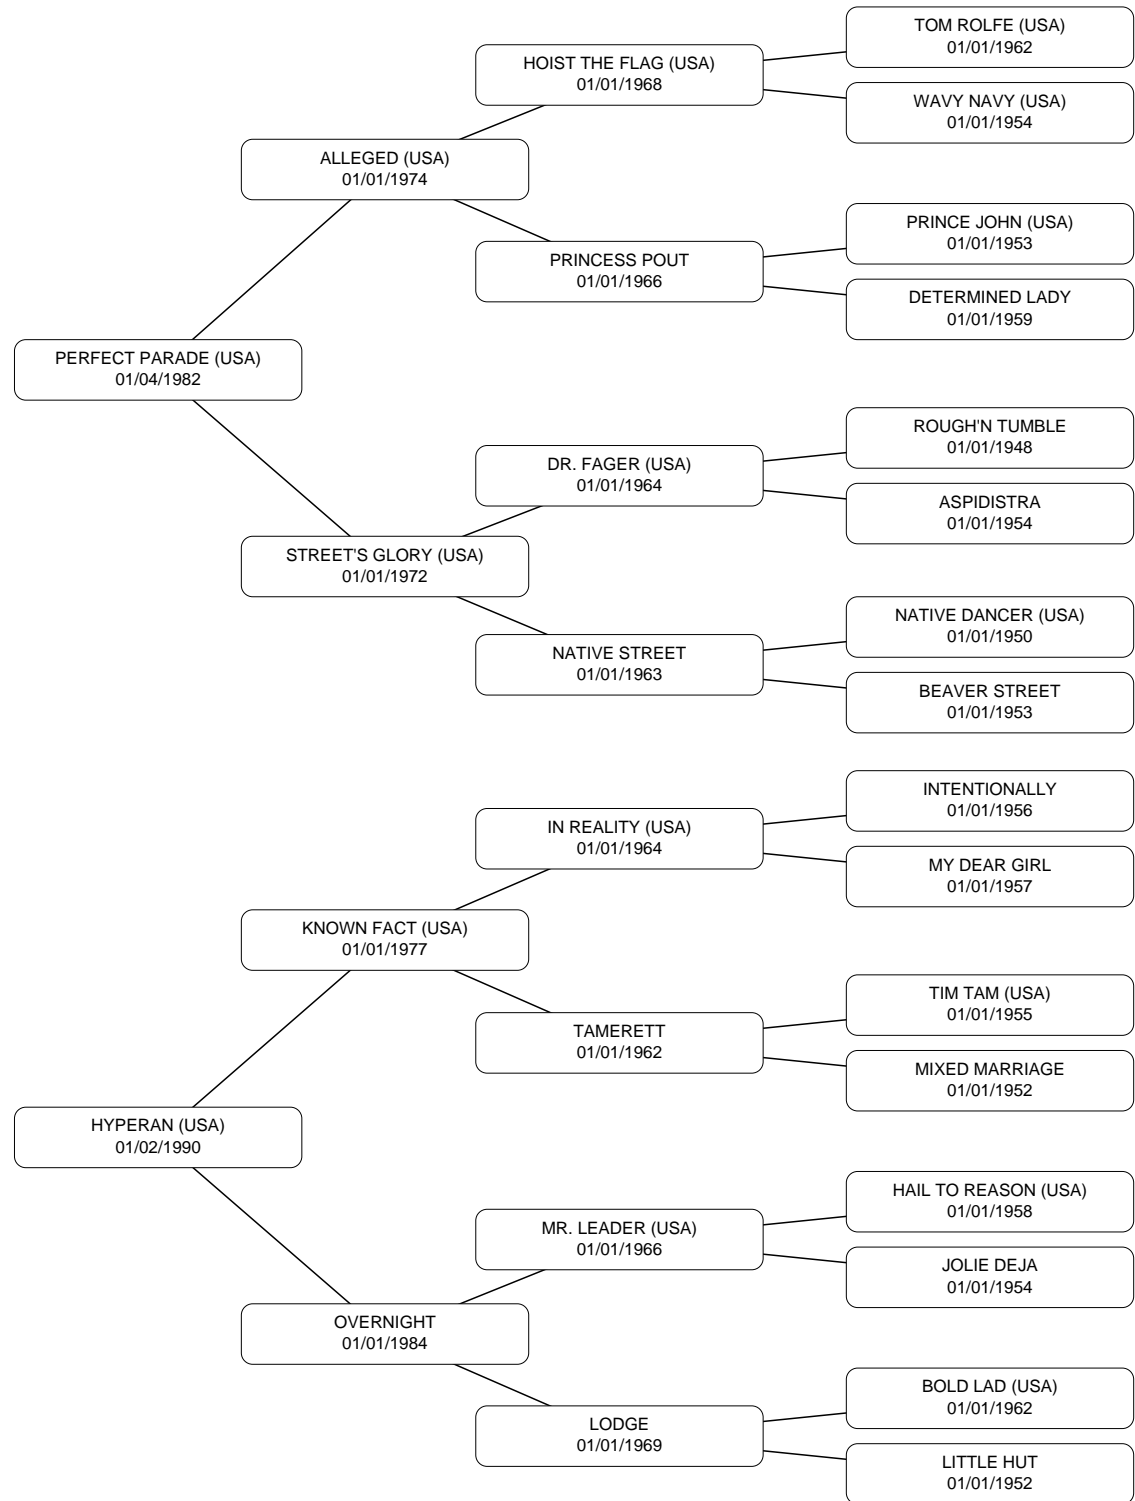 TOM ROLFE (USA)
01/01/1962
HOIST THE FLAG (USA)
01/01/1968
WAVY NAVY (USA)
01/01/1954
ALLEGED (USA)
01/01/1974
PRINCE JOHN (USA)
01/01/1953
PRINCESS POUT
01/01/1966
DETERMINED LADY
01/01/1959
PERFECT PARADE (USA)
01/04/1982
ROUGH'N TUMBLE
01/01/1948
DR. FAGER (USA)
01/01/1964
ASPIDISTRA
01/01/1954
STREET'S GLORY (USA)
01/01/1972
NATIVE DANCER (USA)
01/01/1950
NATIVE STREET
01/01/1963
BEAVER STREET
01/01/1953
INTENTIONALLY
01/01/1956
IN REALITY (USA)
01/01/1964
MY DEAR GIRL
01/01/1957
KNOWN FACT (USA)
01/01/1977
TIM TAM (USA)
01/01/1955
TAMERETT
01/01/1962
MIXED MARRIAGE
01/01/1952
HYPERAN (USA)
01/02/1990
HAIL TO REASON (USA)
01/01/1958
MR. LEADER (USA)
01/01/1966
JOLIE DEJA
01/01/1954
OVERNIGHT
01/01/1984
BOLD LAD (USA)
01/01/1962
LODGE
01/01/1969
LITTLE HUT
01/01/1952